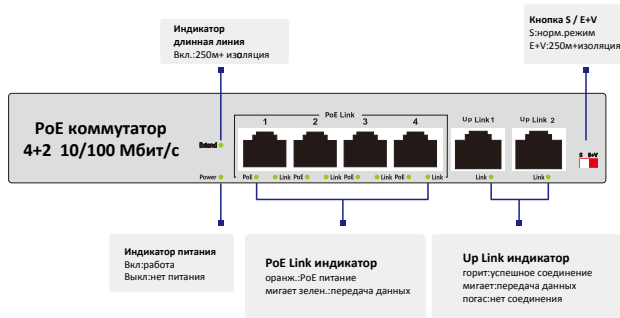 Индикатор
длинная линия
Вкл.:250м+ изоляция
Кнопка S / E+V
S:норм.режим
E+V:250м+изоляция
PoE коммутатор
4+2 10/100 Мбит/с
Extend
Power
PoE Link
1 2 3 4
Up Link 1 Up Link 2
S E+V
PoE Link PoE Link PoE Link PoE Link
Link Link
Индикатор питания
Вкл:работа
Выкл:нет питания
PoE Link индикатор
оранж.:PoE питание
мигает зелен.:передача данных
Up Link индикатор
горит:успешное соединение
мигает:передача данных
погас:нет соединения